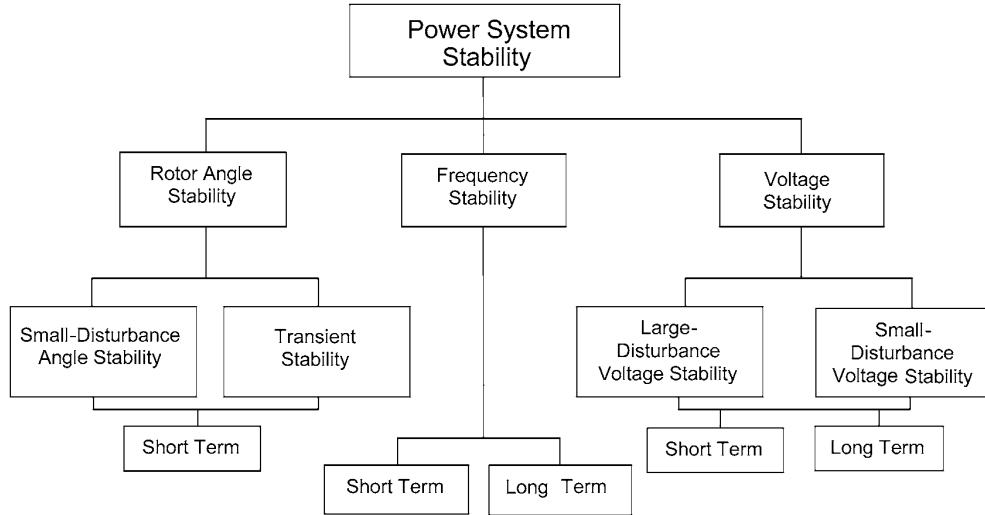 Power System
Stability
Rotor Angle
Stability
Frequency
Stability
Voltage
Stability
Small-Disturbance
Angle Stability
Transient
Stability
Large-
Disturbance
Voltage Stability
Small-
Disturbance
Voltage Stability
Short Term
Short Term
Long Term
Short Term
Long Term